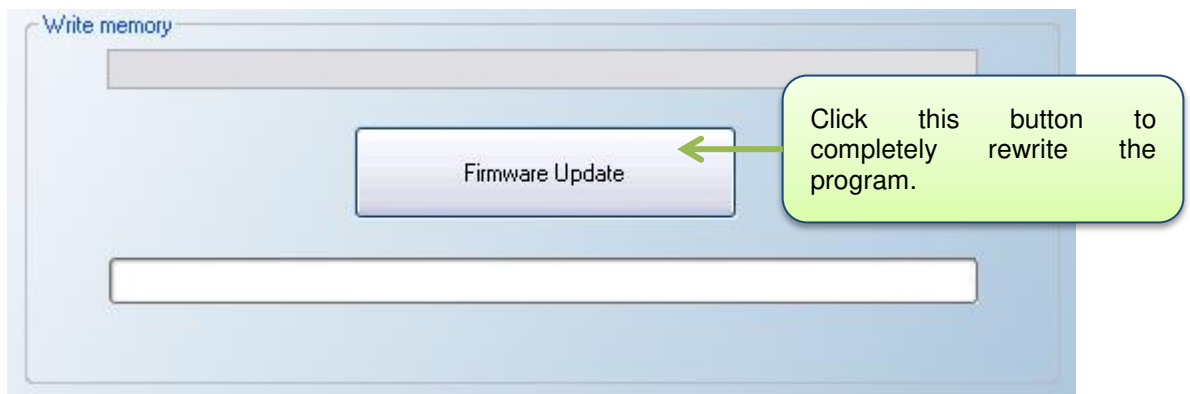 Write memory
Click this button to
completely rewrite the
program.
Firmware Update